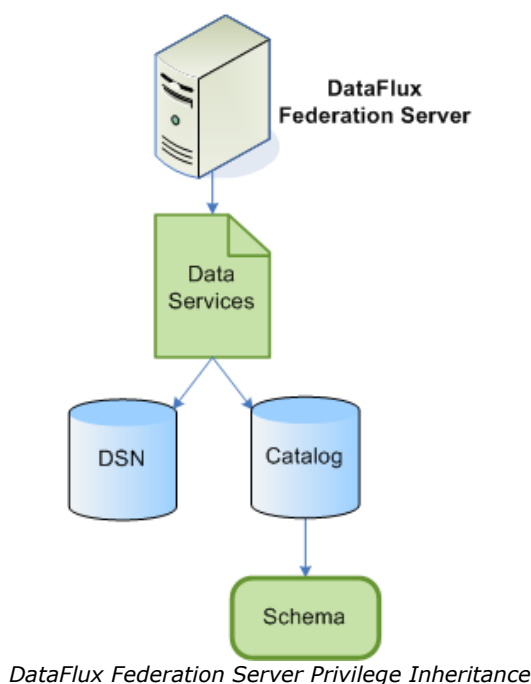 DataFlux
Federation Server
Data
Services
DSN
Catalog
Schema
DataFlux Federation Server Privilege Inheritance